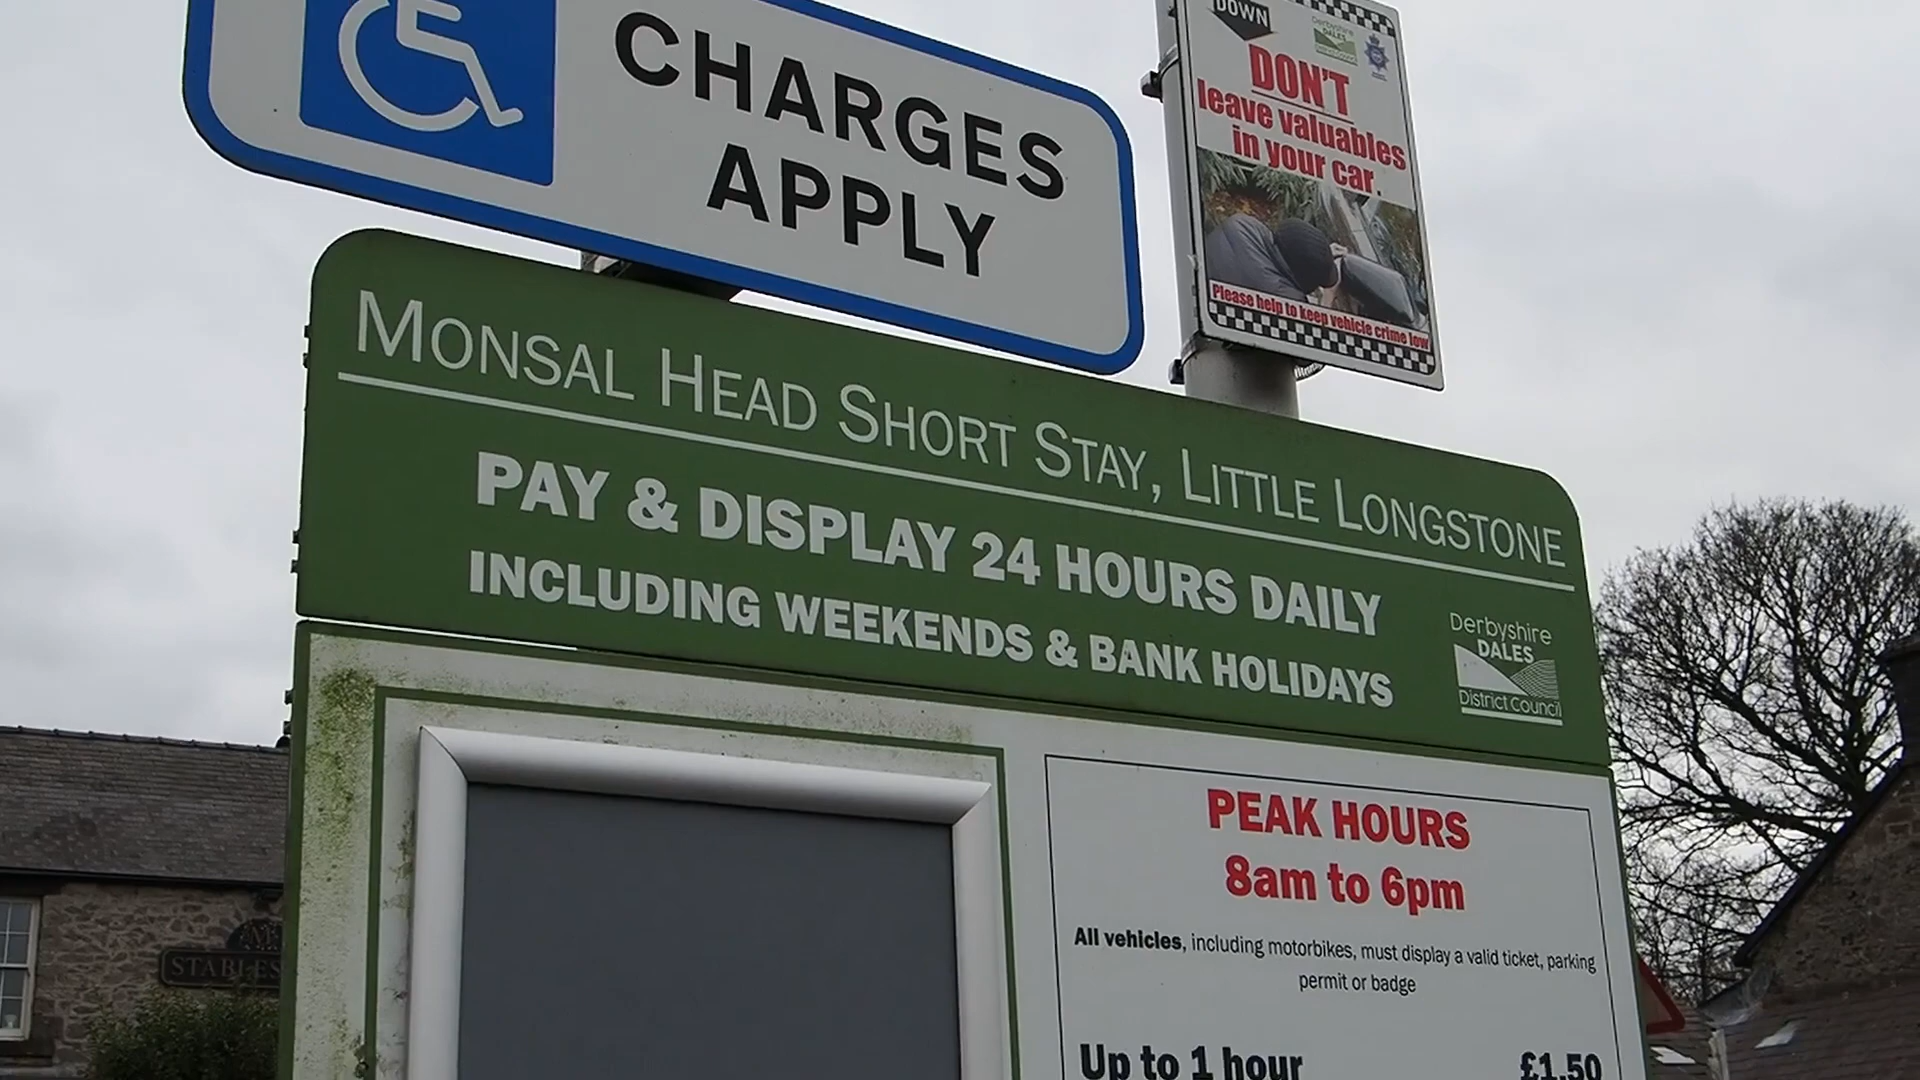 CHARGES
APPLY
DOWN
Derbyshire
DALES
DON'T
leave valuables
in your car.
Please help to keep vehicle crime low
MONSAL HEAD SHORT STAY, LITTLE LONGSTONE
PAY & DISPLAY 24 HOURS DAILY
INCLUDING WEEKENDS & BANK HOLIDAYS
Derbyshire
DALES
District Council
PEAK HOURS
8am to 6pm
All vehicles, including motorbikes, must display a valid ticket, parking
permit or badge
Up to 1 hour £1.50
STABLES